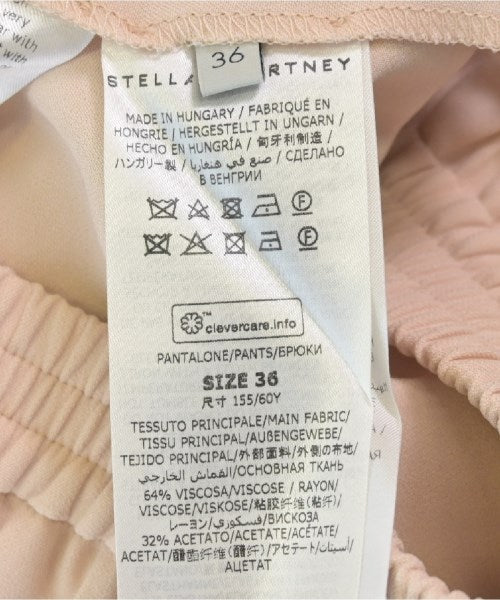 very
ar with
with
36
STELLA
RTNEY
MADE IN HUNGARY / FABRIQUÉ EN
HONGRIE / HERGESTELLT IN UNGARN /
HECHO EN HUNGRÍA / 匈牙利制造 /
ハンガリー製 / صنع في هنغاريا / СДЕЛАНО
В ВЕНГРИИ
F
F
clevercare.info
PANTALONE/PANTS/БРЮКИ
SIZE 36
尺寸 155/60Y
TESSUTO PRINCIPALE/MAIN FABRIC/
TISSU PRINCIPAL/AUßENGEWEBE/
TEJIDO PRINCIPAL/外部面料/外側の布地/
القماش الخارجي/ОСНОВНАЯ ТКАНЬ
64% VISCOSA/VISCOSE / RAYON/
VISCOSE/VISKOSE/粘胶纤维(粘纤)/
レーヨン/فسكوزي/ВИСКОЗА
32% ACETATO/ACETATE/ACÉTATE/
ACETAT/醋酯纤维(醋纤)/アセテート/أسيتات/
АЦЕТАТ